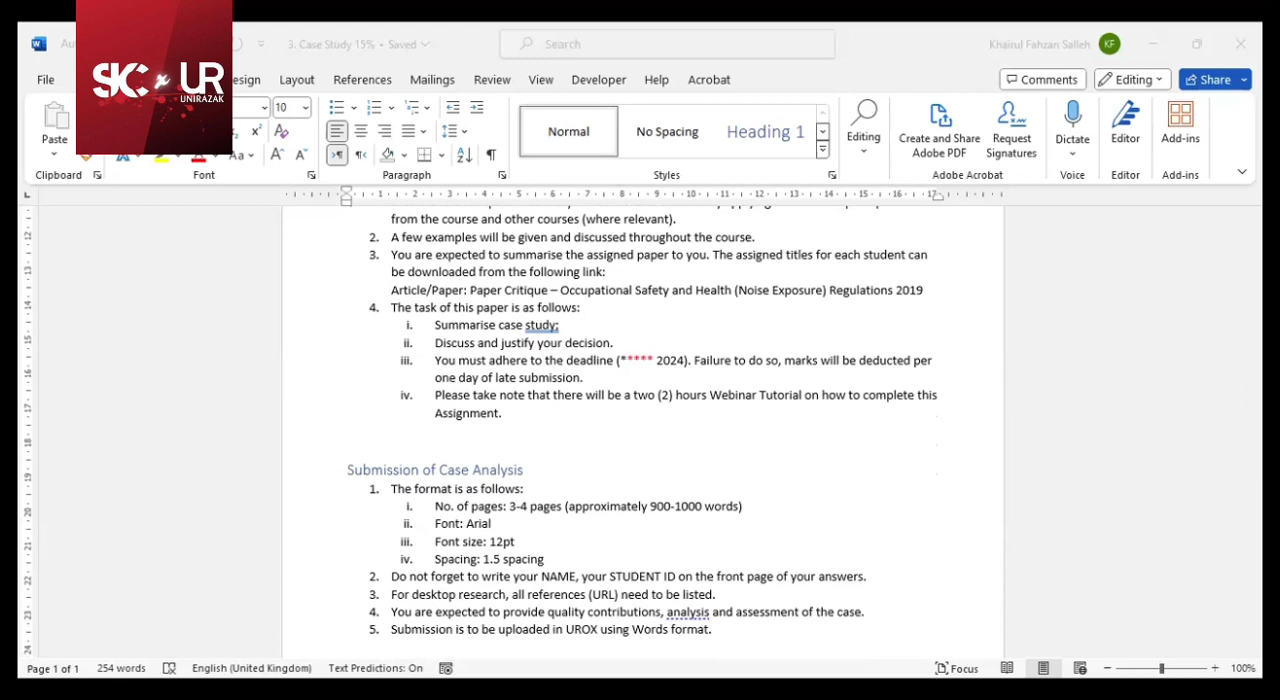 SKC x UR
UNIRAZAK
3. Case Study 15% • Saved
Search
Khairul Fahzan Salleh
KF
File
Layout
References
Mailings
Review
View
Developer
Help
Acrobat
Comments
Editing
Share
Paste
10
Aa
Normal
No Spacing
Heading 1
Editing
Create and Share
Adobe PDF
Request
Signatures
Dictate
Editor
Add-ins
Clipboard
Font
Paragraph
Styles
Adobe Acrobat
Voice
Editor
Add-ins
from the course and other courses (where relevant).
2. A few examples will be given and discussed throughout the course.
3. You are expected to summarise the assigned paper to you. The assigned titles for each student can
be downloaded from the following link:
Article/Paper: Paper Critique – Occupational Safety and Health (Noise Exposure) Regulations 2019
4. The task of this paper is as follows:
i. Summarise case study;
ii. Discuss and justify your decision.
iii. You must adhere to the deadline (***** 2024). Failure to do so, marks will be deducted per
one day of late submission.
iv. Please take note that there will be a two (2) hours Webinar Tutorial on how to complete this
Assignment.
Submission of Case Analysis
1. The format is as follows:
i. No. of pages: 3-4 pages (approximately 900-1000 words)
ii. Font: Arial
iii. Font size: 12pt
iv. Spacing: 1.5 spacing
2. Do not forget to write your NAME, your STUDENT ID on the front page of your answers.
3. For desktop research, all references (URL) need to be listed.
4. You are expected to provide quality contributions, analysis and assessment of the case.
5. Submission is to be uploaded in UROX using Words format.
Page 1 of 1
254 words
English (United Kingdom)
Text Predictions: On
Focus
100%